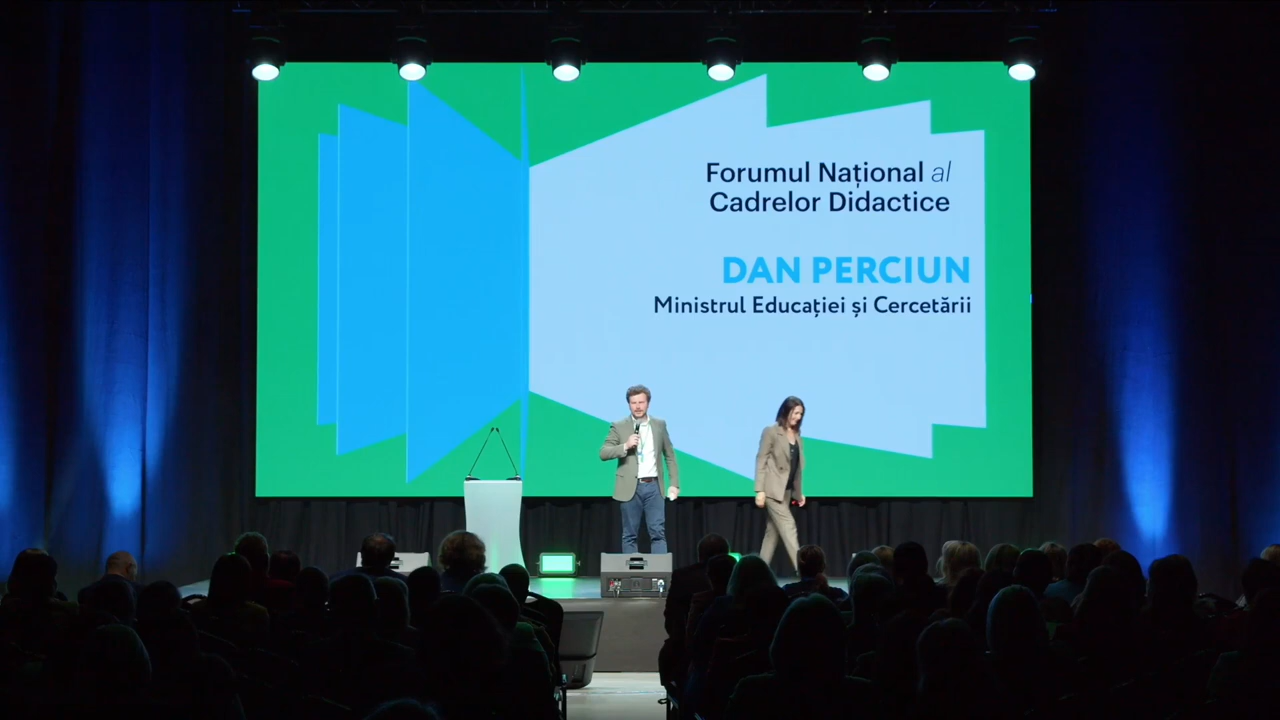 Forumul Național al
Cadrelor Didactice
DAN PERCIUN
Ministrul Educației și Cercetării